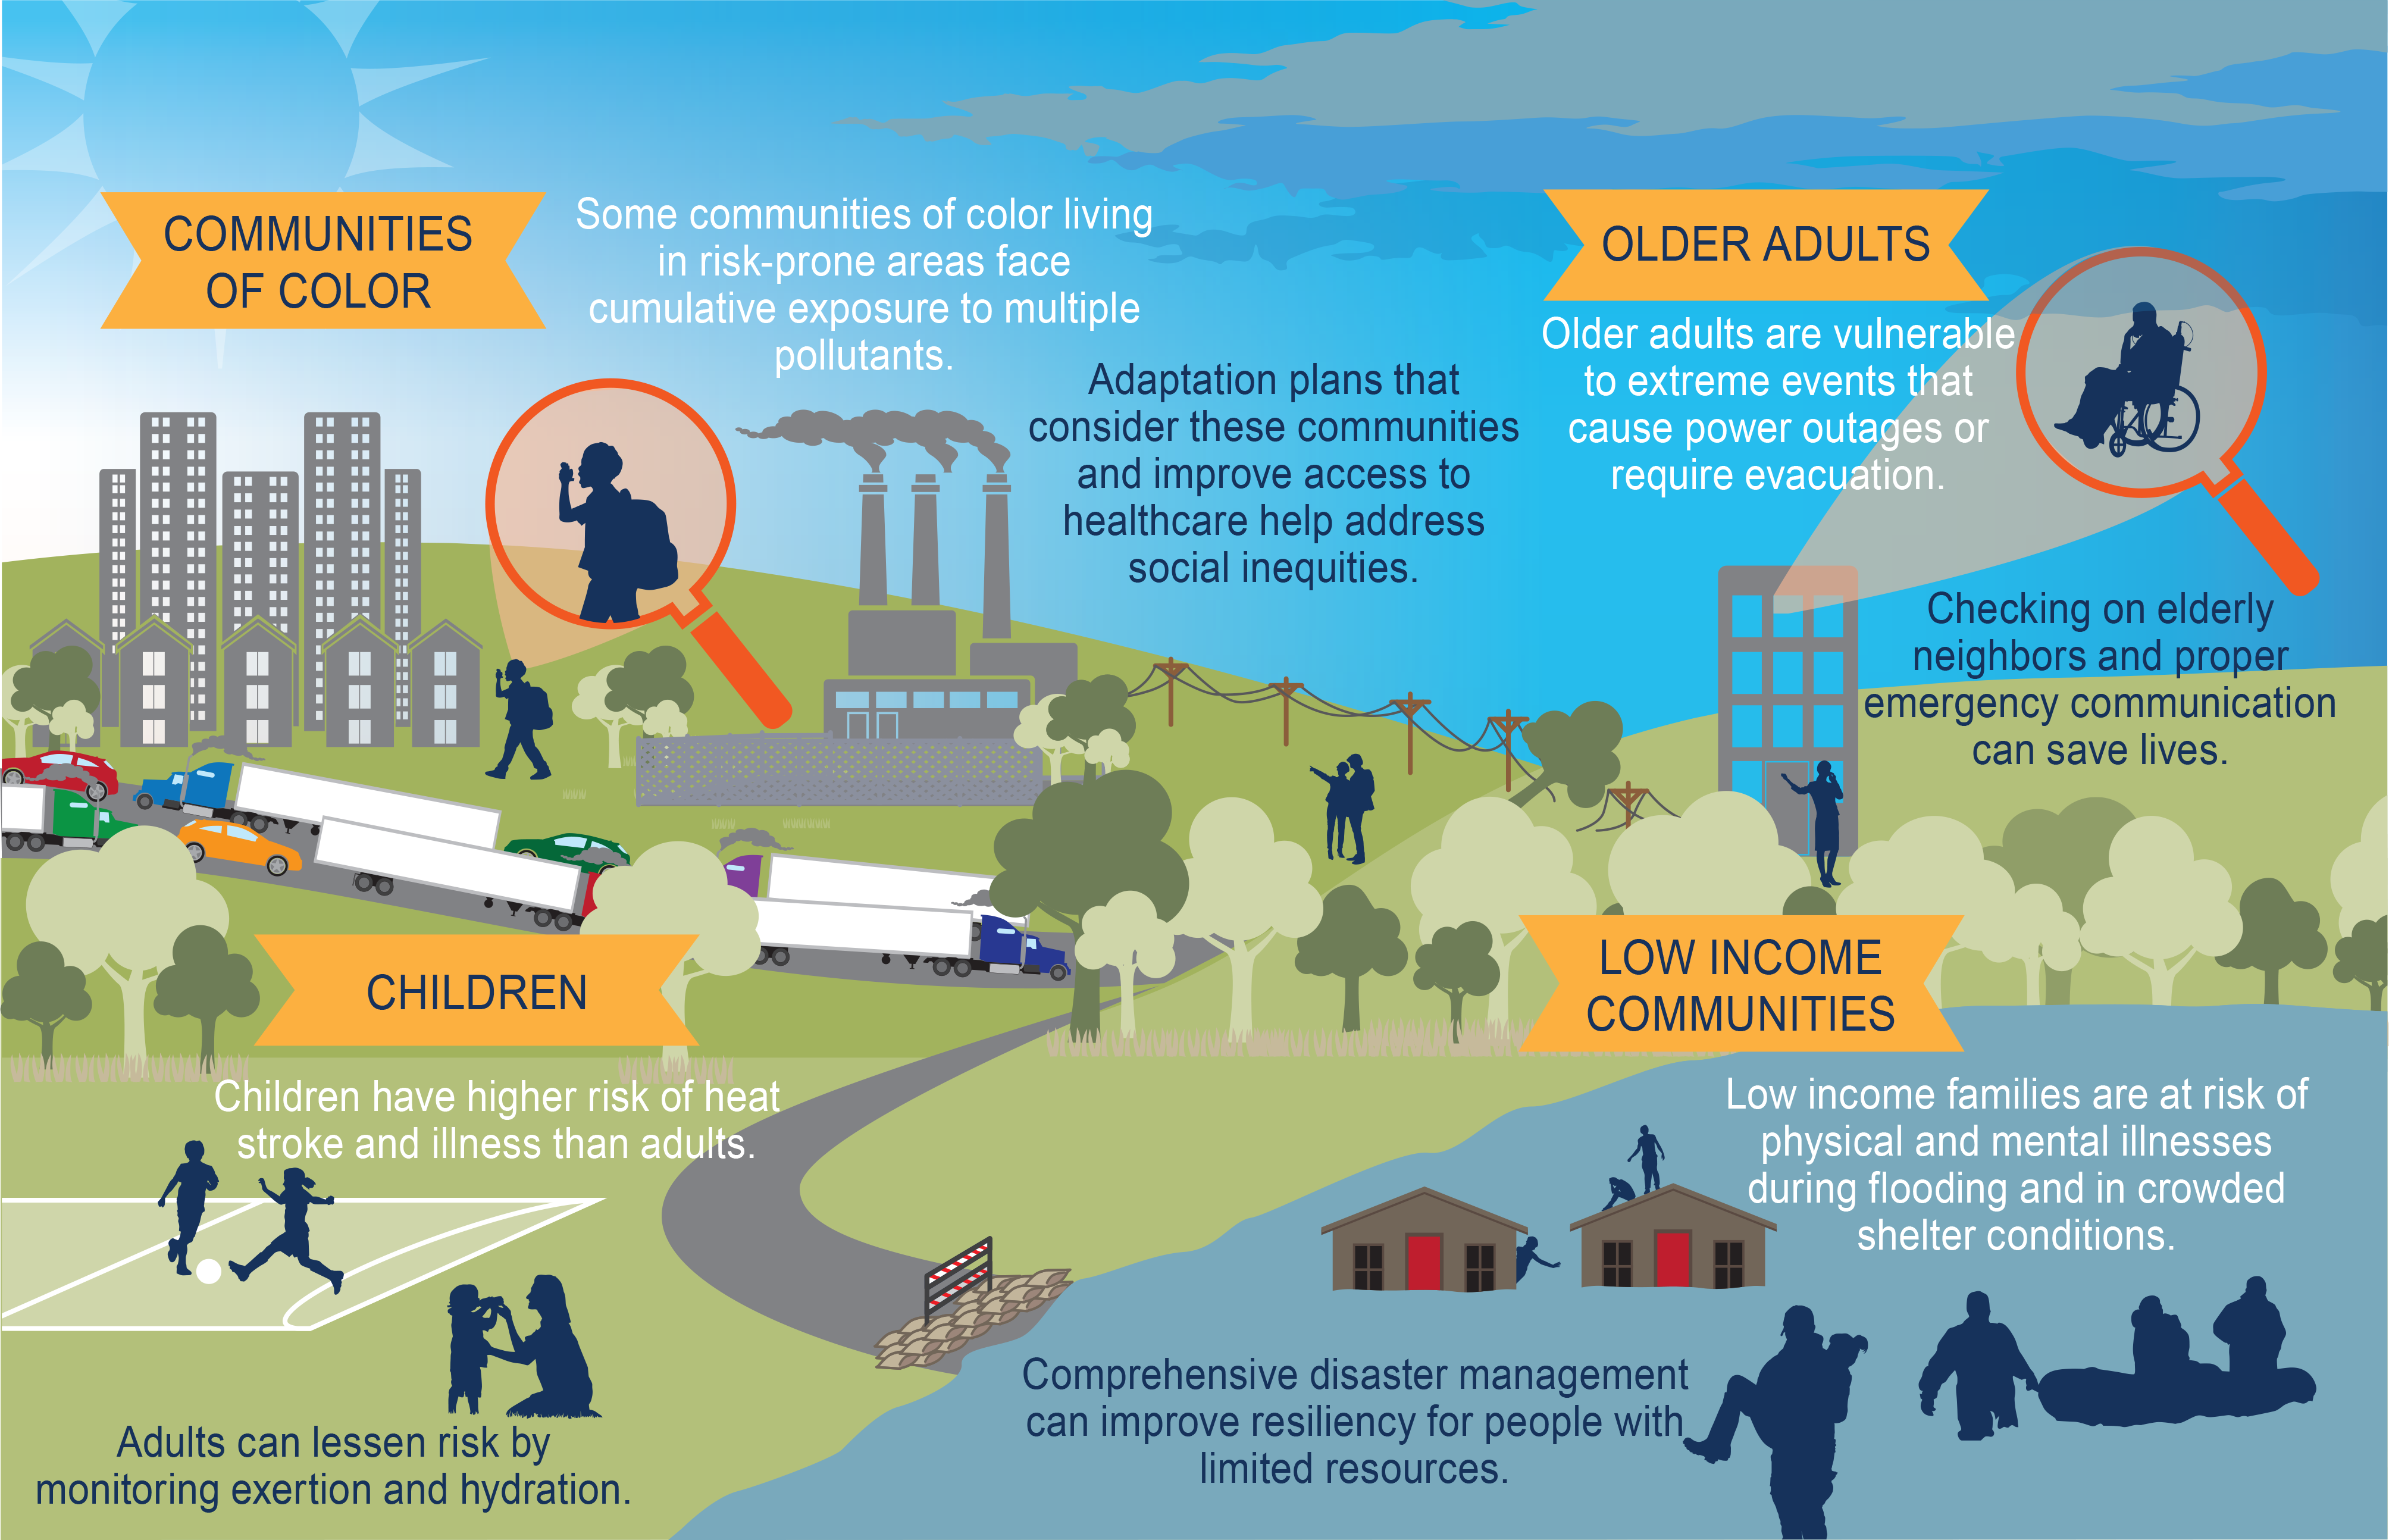 COMMUNITIES
OF COLOR
Some communities of color living
in risk-prone areas face
cumulative exposure to multiple
pollutants.
Adaptation plans that
consider these communities
and improve access to
healthcare help address
social inequities.
OLDER ADULTS
Older adults are vulnerable
to extreme events that
cause power outages or
require evacuation.
Checking on elderly
neighbors and proper
emergency communication
can save lives.
CHILDREN
Children have higher risk of heat
stroke and illness than adults.
Adults can lessen risk by
monitoring exertion and hydration.
LOW INCOME
COMMUNITIES
Low income families are at risk of
physical and mental illnesses
during flooding and in crowded
shelter conditions.
Comprehensive disaster management
can improve resiliency for people with
limited resources.